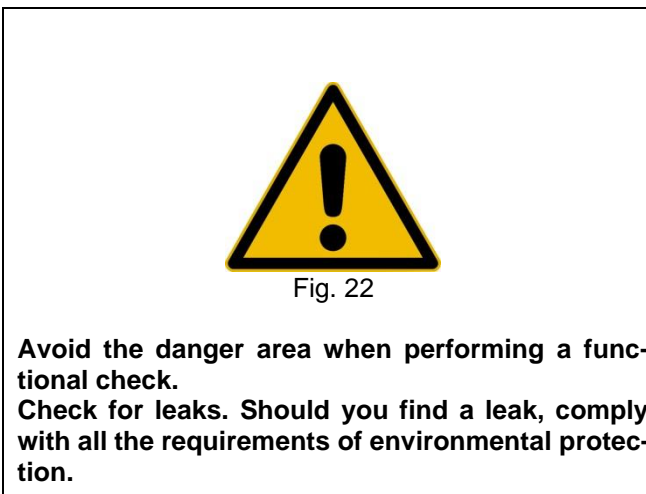 Fig. 22
Avoid the danger area when performing a func-
tional check.
Check for leaks. Should you find a leak, comply
with all the requirements of environmental protec-
tion.